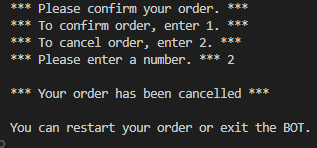 *** Please confirm your order. ***
*** To confirm order, enter 1. ***
*** To cancel order, enter 2. ***
*** Please enter a number. *** 2
*** Your order has been cancelled ***
You can restart your order or exit the BOT.